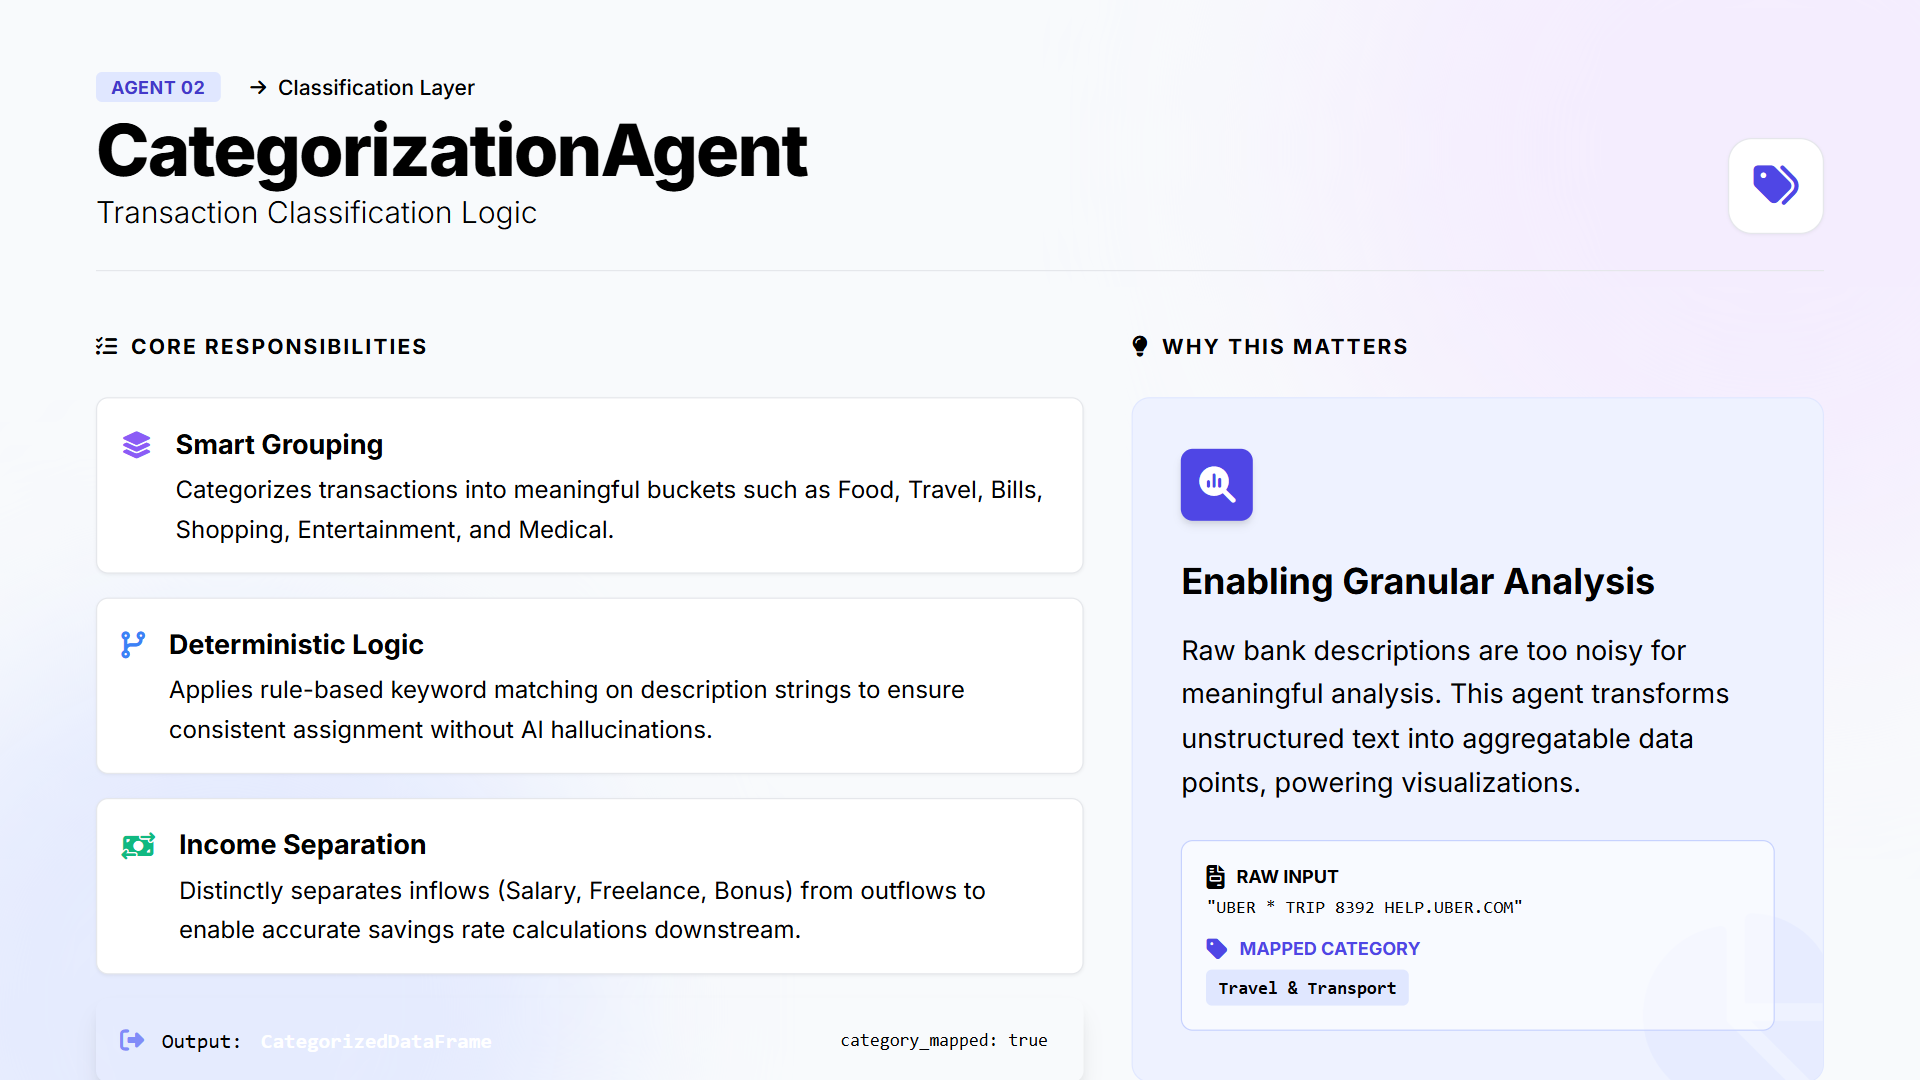 AGENT 02
→ Classification Layer
CategorizationAgent
Transaction Classification Logic
CORE RESPONSIBILITIES
Smart Grouping
Categorizes transactions into meaningful buckets such as Food, Travel, Bills,
Shopping, Entertainment, and Medical.
Deterministic Logic
Applies rule-based keyword matching on description strings to ensure
consistent assignment without AI hallucinations.
Income Separation
Distinctly separates inflows (Salary, Freelance, Bonus) from outflows to
enable accurate savings rate calculations downstream.
Output: CategorizedDataFrame
category_mapped: true
WHY THIS MATTERS
Enabling Granular Analysis
Raw bank descriptions are too noisy for
meaningful analysis. This agent transforms
unstructured text into aggregatable data
points, powering visualizations.
RAW INPUT
"UBER * TRIP 8392 HELP.UBER.COM"
MAPPED CATEGORY
Travel & Transport